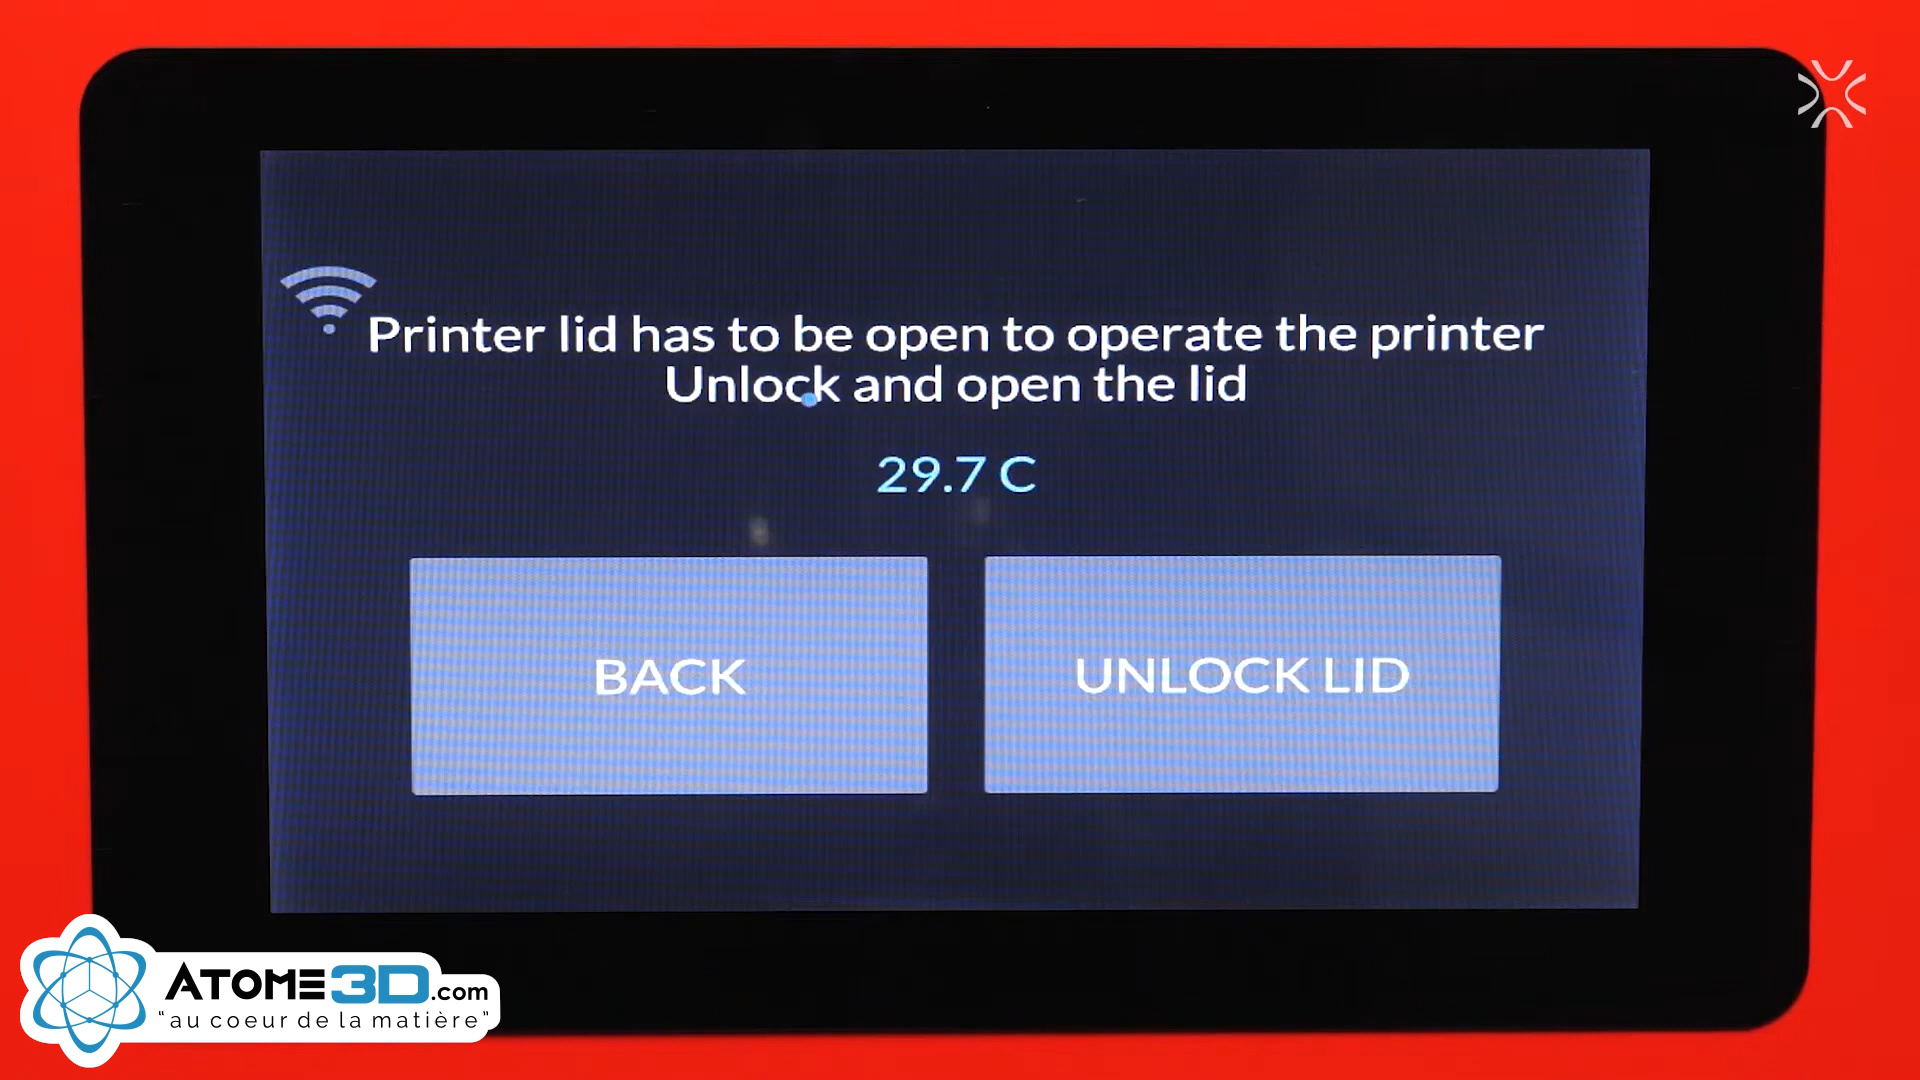 Printer lid has to be open to operate the printer
Unlock and open the lid
29.7 C
BACK
UNLOCK LID
ATOME3D.com
“au coeur de la matière”